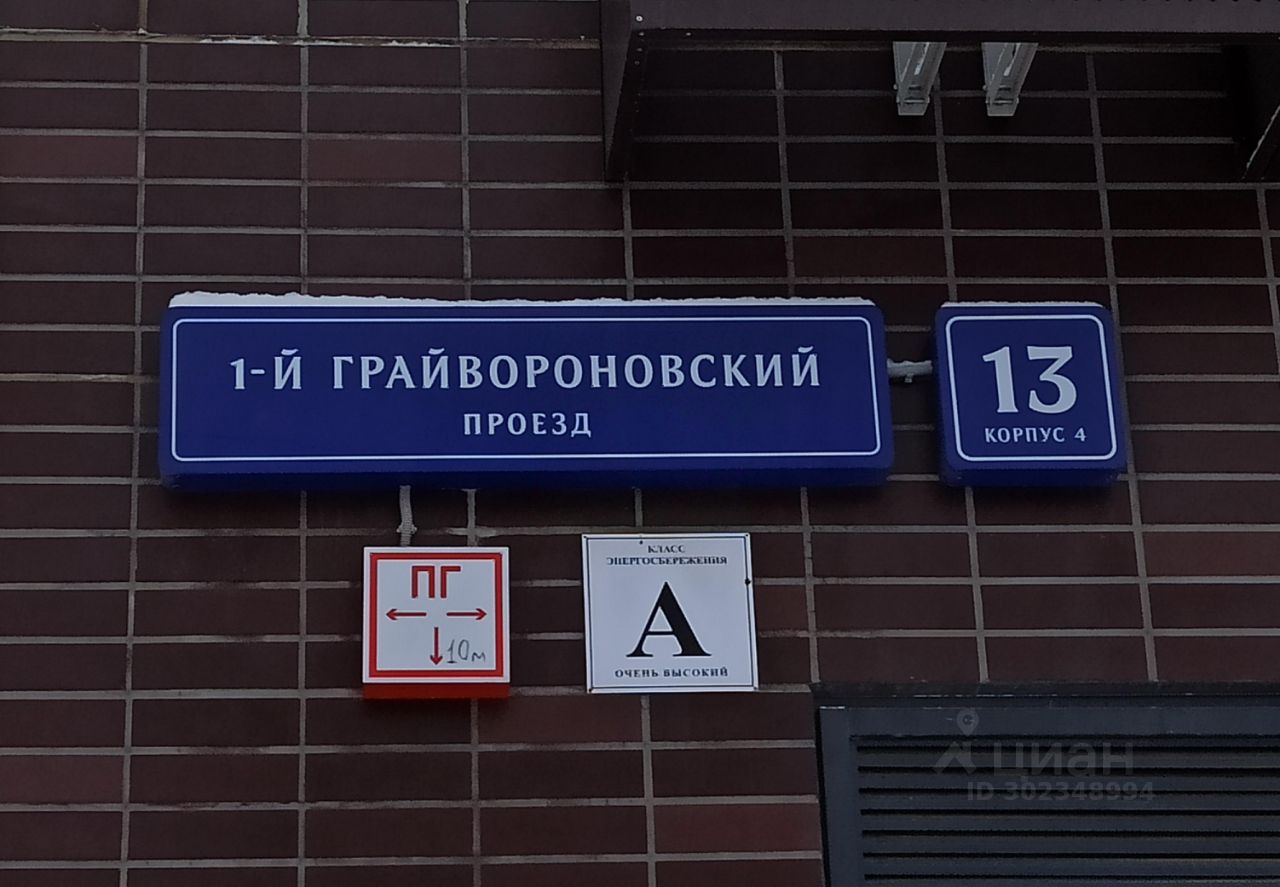 1-Й ГРАЙВОРОНОВСКИЙ
ПРОЕЗД
13
КОРПУС 4
ПГ
10м
КЛАСС
ЭНЕРГОСБЕРЕЖЕНИЯ
А
ОЧЕНЬ ВЫСОКИЙ
циан
ID 302348994